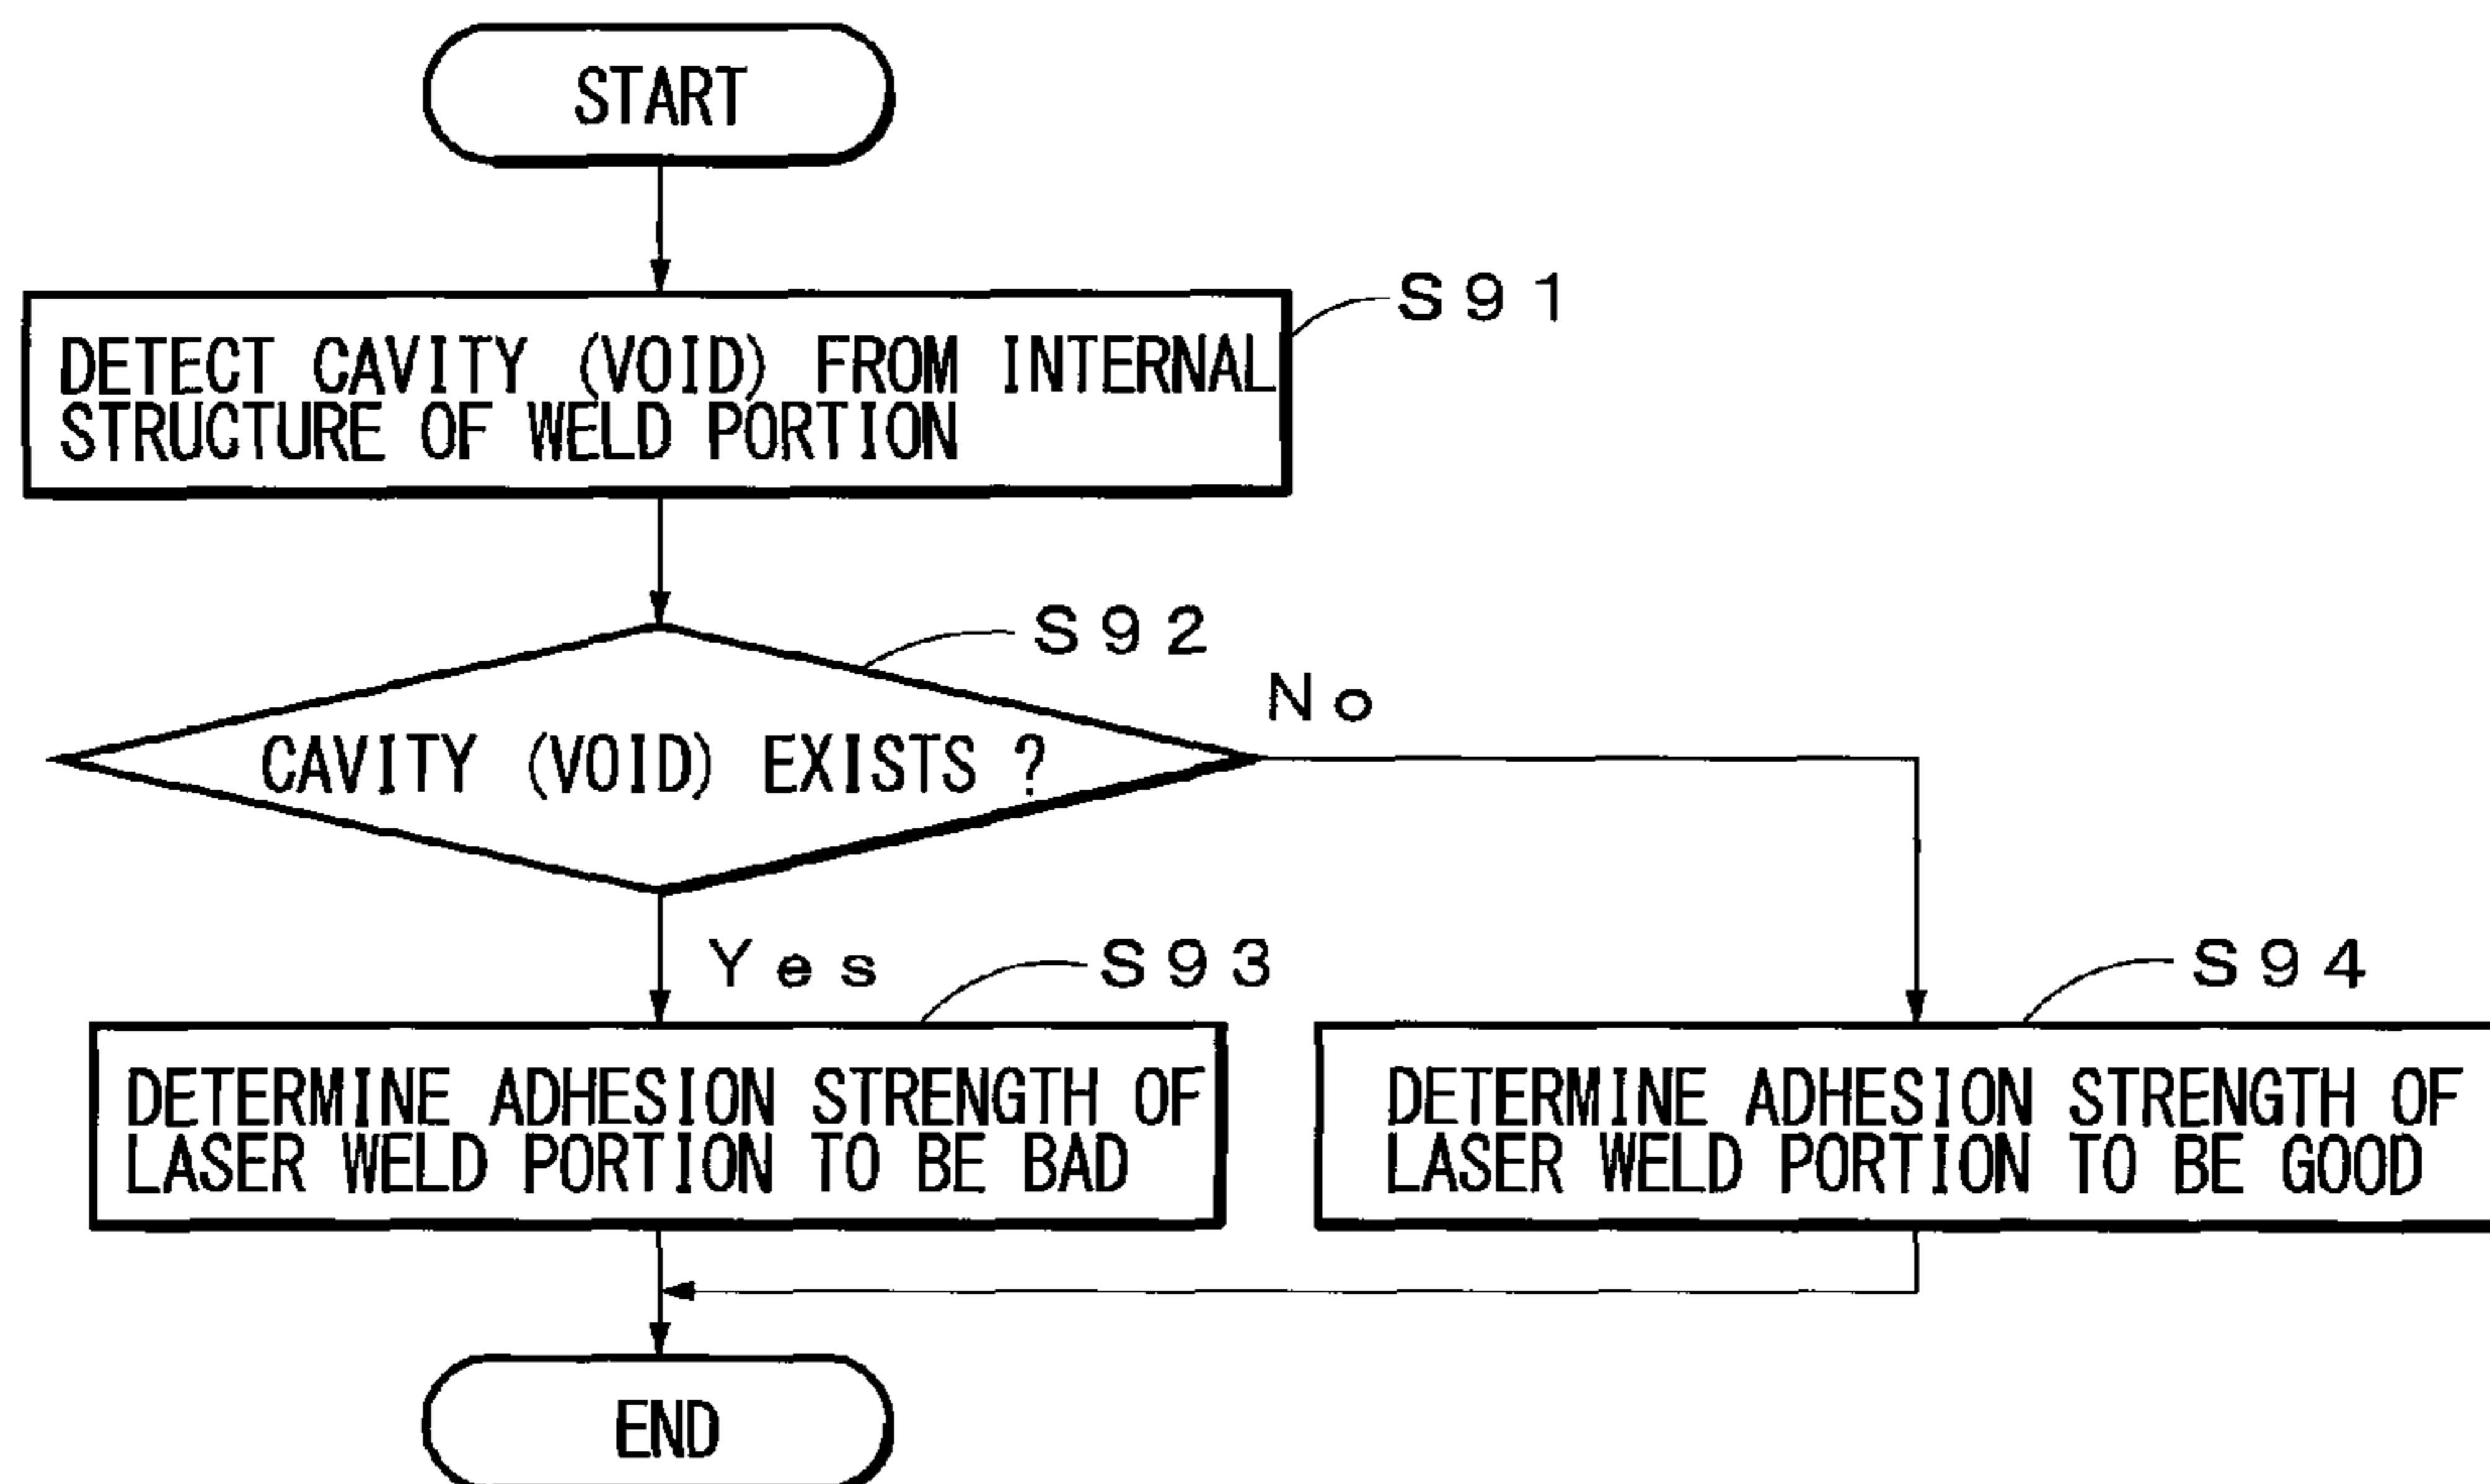 START
S91
DETECT CAVITY (VOID) FROM INTERNAL
STRUCTURE OF WELD PORTION
S92
No
CAVITY (VOID) EXISTS ?
Yes
S93
S94
DETERMINE ADHESION STRENGTH OF
LASER WELD PORTION TO BE BAD
DETERMINE ADHESION STRENGTH OF
LASER WELD PORTION TO BE GOOD
END